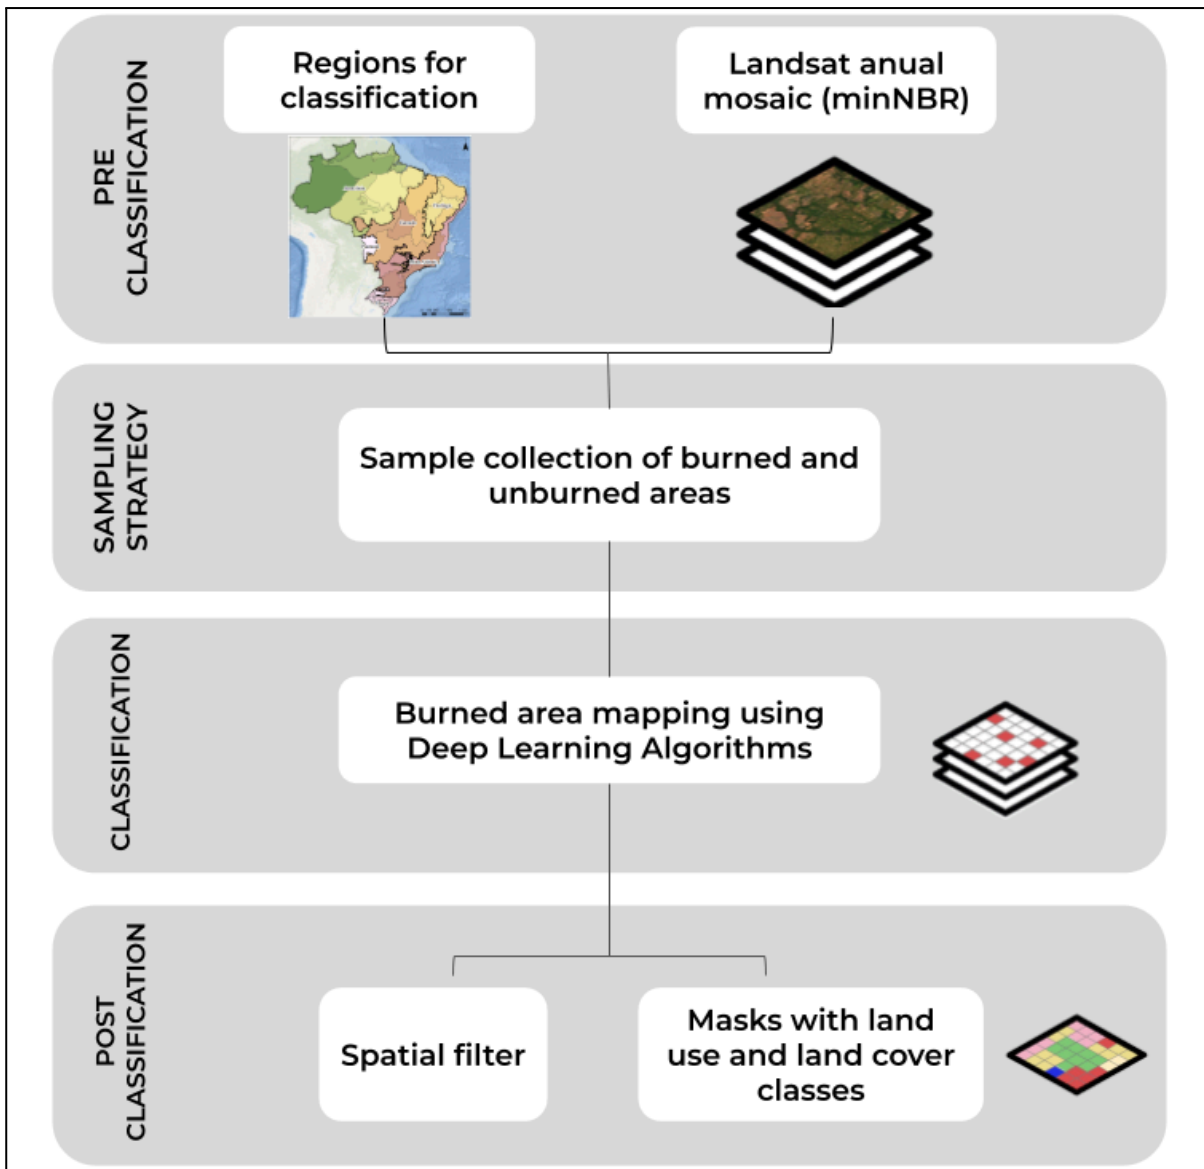 PRE
CLASSIFICATION
Regions for
classification
Landsat anual
mosaic (minNBR)
SAMPLING
STRATEGY
Sample collection of burned and
unburned areas
CLASSIFICATION
Burned area mapping using
Deep Learning Algorithms
POST
CLASSIFICATION
Spatial filter
Masks with land
use and land cover
classes